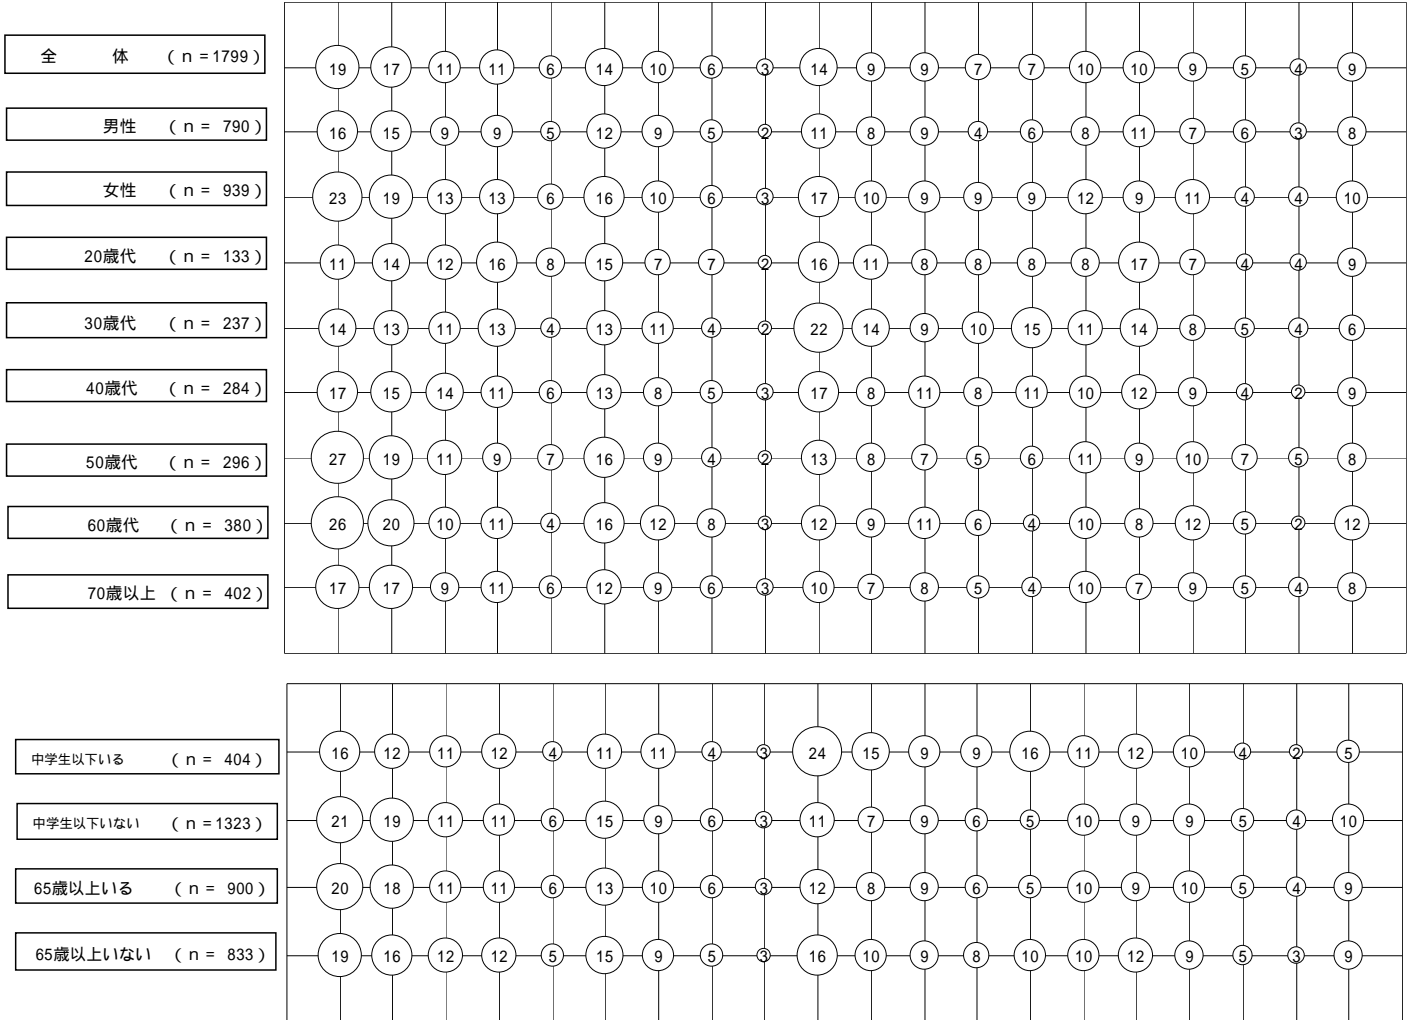 全 体 （ｎ=1799） 19 17 11 11 6 14 10 6 3 14 9 9 7 7 10 10 9 5 4 9
男性 （ｎ= 790） 16 15 9 9 5 12 9 5 2 11 8 9 4 6 8 11 7 6 3 8
女性 （ｎ= 939） 23 19 13 13 6 16 10 6 3 17 10 9 9 9 12 9 11 4 4 10
20歳代 （ｎ= 133） 11 14 12 16 8 15 7 7 2 16 11 8 8 8 8 17 7 4 4 9
30歳代 （ｎ= 237） 14 13 11 13 4 13 11 4 2 22 14 9 10 15 11 14 8 5 4 6
40歳代 （ｎ= 284） 17 15 14 11 6 13 8 5 3 17 8 11 8 11 10 12 9 4 2 9
50歳代 （ｎ= 296） 27 19 11 9 7 16 9 4 2 13 8 7 5 6 11 9 10 7 5 8
60歳代 （ｎ= 380） 26 20 10 11 4 16 12 8 3 12 9 11 6 4 10 8 12 5 2 12
70歳以上 （ｎ= 402） 17 17 9 11 6 12 9 6 3 10 7 8 5 4 10 7 9 5 4 8
中学生以下いる （ｎ= 404） 16 12 11 12 4 11 11 4 3 24 15 9 9 16 11 12 10 4 2 5
中学生以下いない （ｎ=1323） 21 19 11 11 6 15 9 6 3 11 7 9 6 5 10 9 9 5 4 10
65歳以上いる （ｎ= 900） 20 18 11 11 6 13 10 6 3 12 8 9 6 5 10 9 10 5 4 9
65歳以上いない （ｎ= 833） 19 16 12 12 5 15 9 5 3 16 10 9 8 10 10 12 9 5 3 9